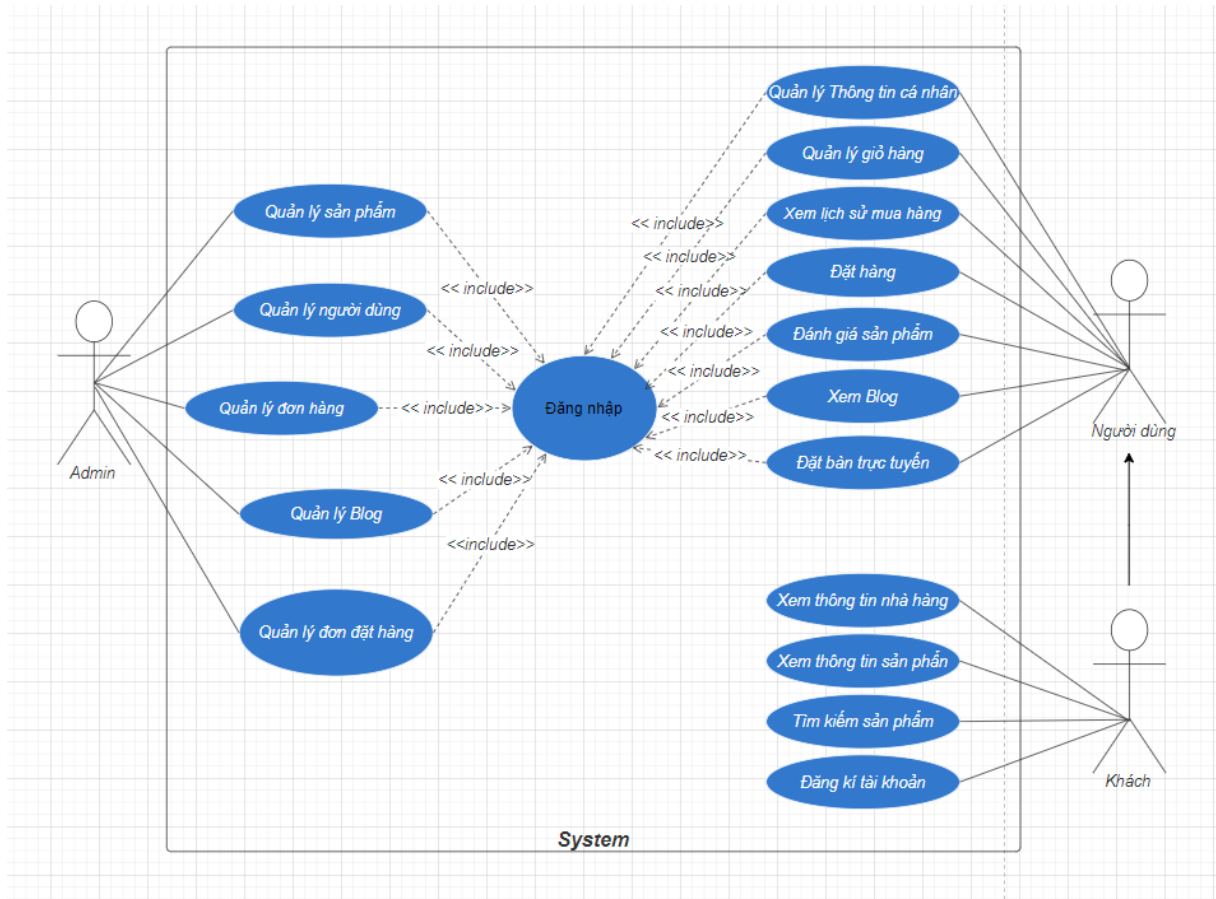 Quản lý Thông tin cá nhân
Quản lý giỏ hàng
Quản lý sản phẩm
Xem lịch sử mua hàng
<< include>>
<< include>>
Đặt hàng
<< include>>
<< include>>
Quản lý người dùng
<< include>>
Đánh giá sản phẩm
<< include>>
<< include>>
Xem Blog
Quản lý đơn hàng
<< include>>
Đăng nhập
<< include>>
Người dùng
<< include>>
Đặt bàn trực tuyến
Admin
<< include>>
Quản lý Blog
<<include>>
Xem thông tin nhà hàng
Quản lý đơn đặt hàng
Xem thông tin sản phẩn
Tìm kiếm sản phẩm
Đăng kí tài khoản
Khách
System